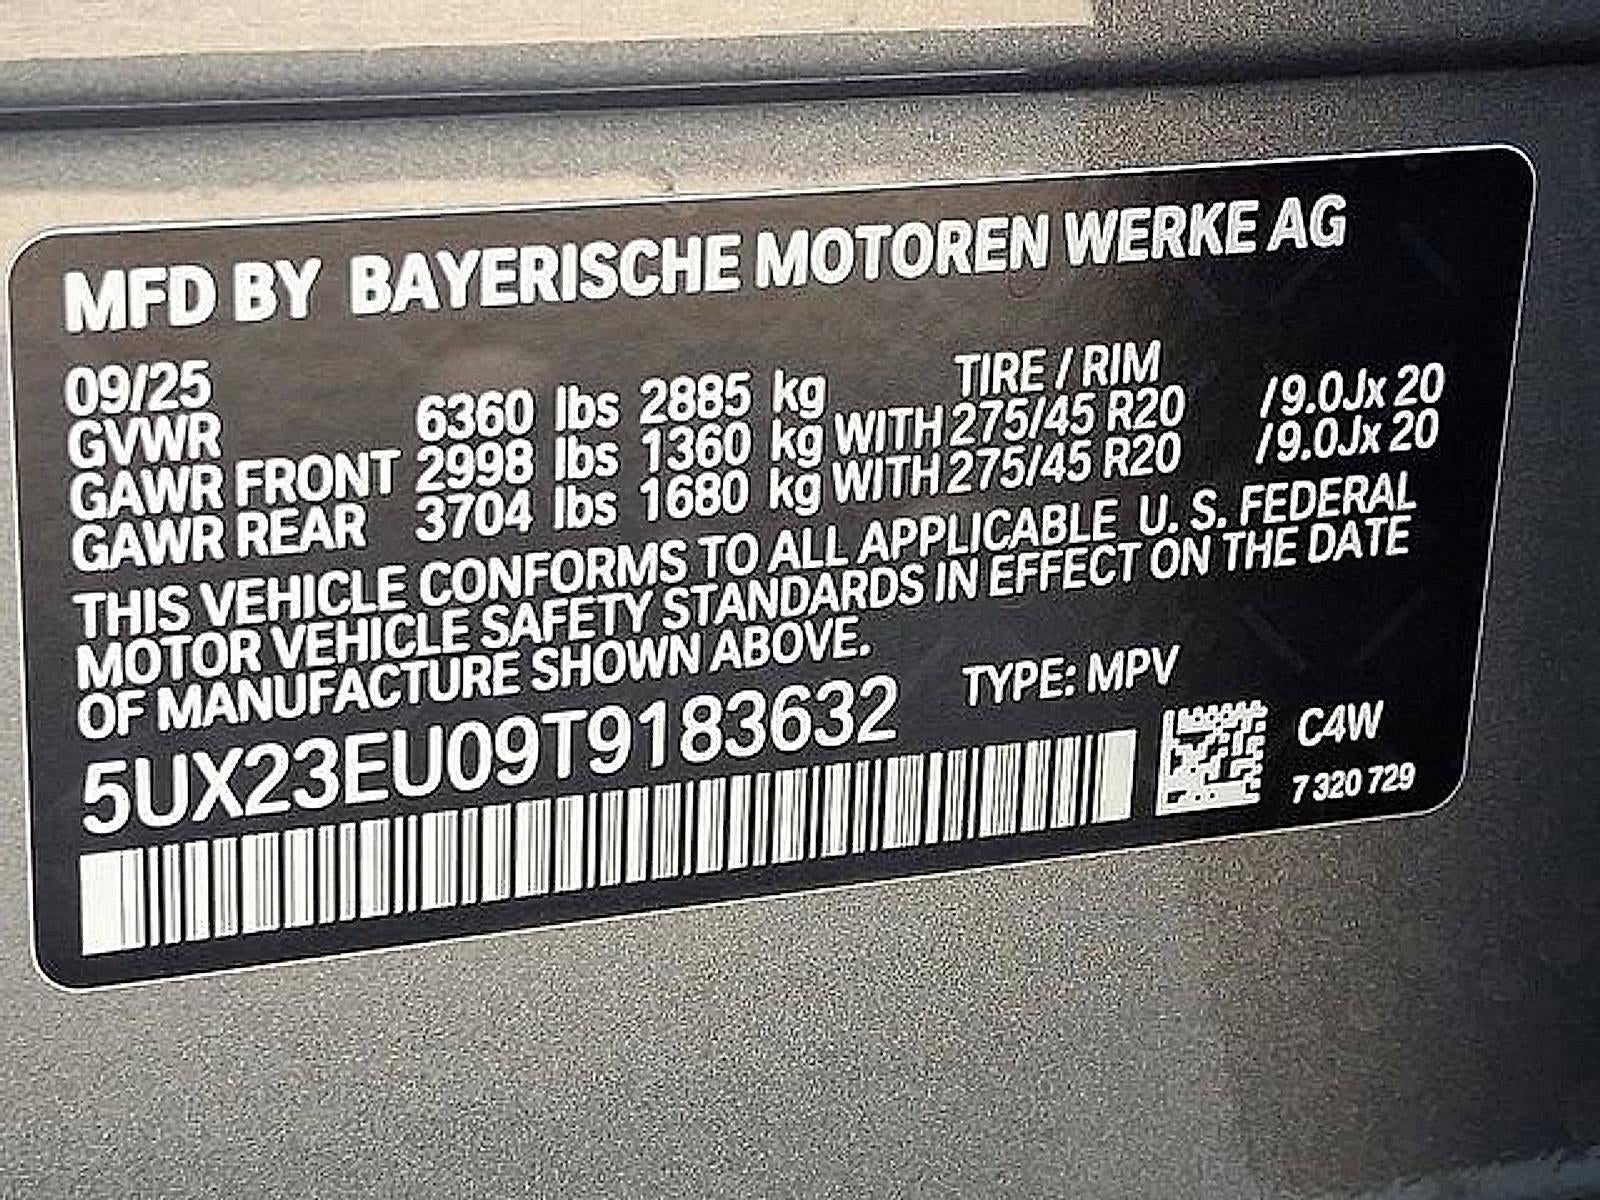 MFD BY BAYERISCHE MOTOREN WERKE AG
09/25 TIRE / RIM
GVWR 6360 lbs 2885 kg
GAWR FRONT 2998 lbs 1360 kg WITH 275/45 R20 /9.0Jx 20
GAWR REAR 3704 lbs 1680 kg WITH 275/45 R20 /9.0Jx 20
THIS VEHICLE CONFORMS TO ALL APPLICABLE U. S. FEDERAL
MOTOR VEHICLE SAFETY STANDARDS IN EFFECT ON THE DATE
OF MANUFACTURE SHOWN ABOVE.
5UX23EU09T9183632 TYPE: MPV
C4W
7 320 729